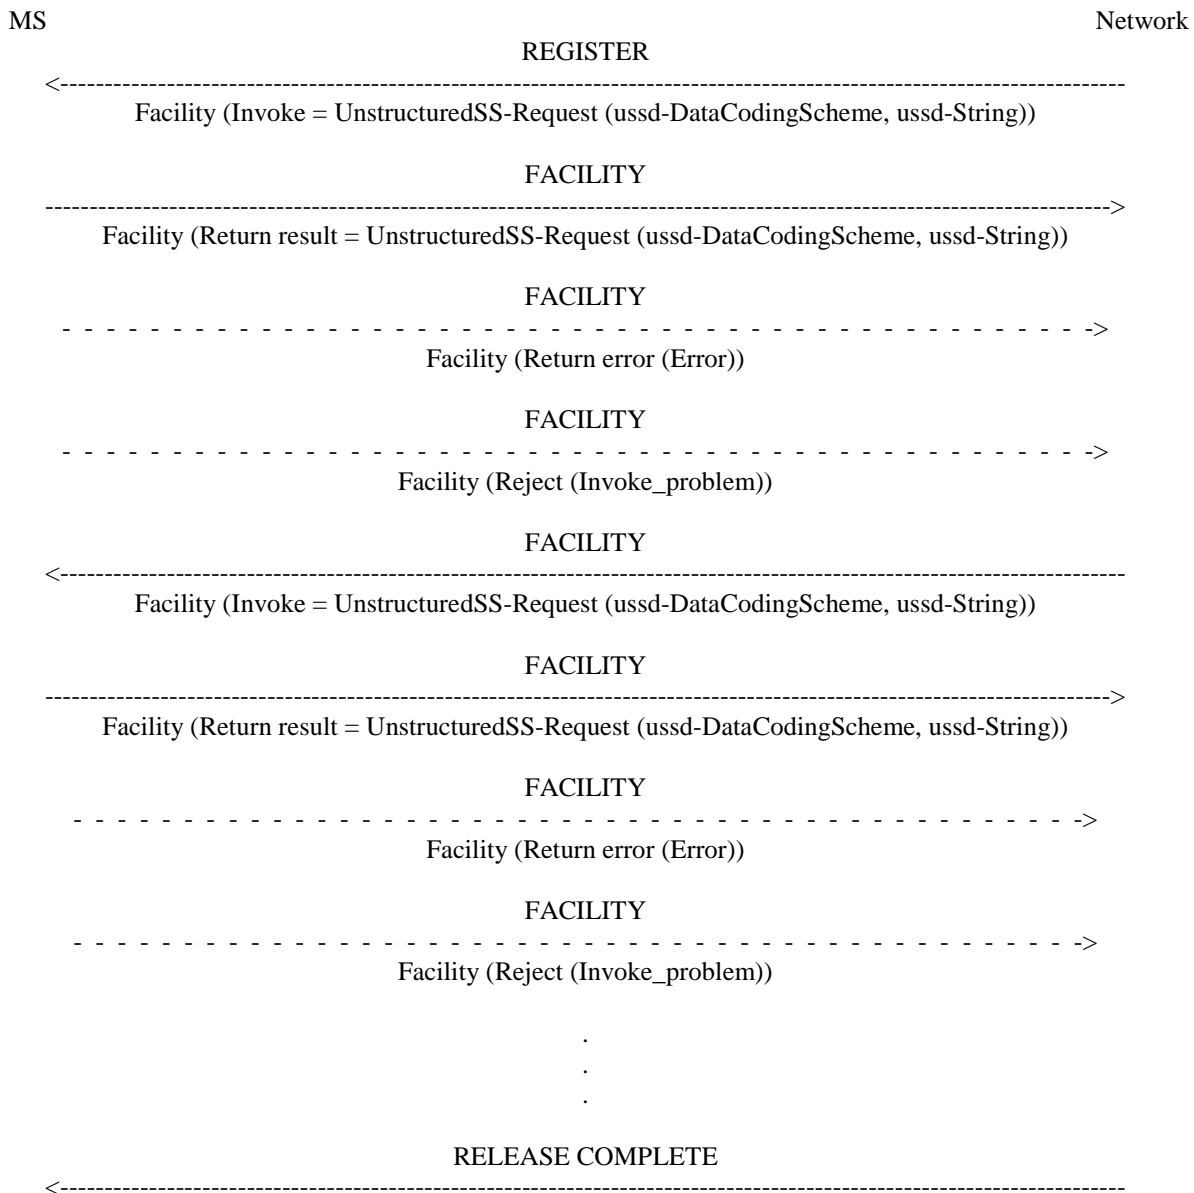 MS Network
REGISTER
<------------------------------------------------------------------------------------------------------------------------
Facility (Invoke = UnstructuredSS-Request (ussd-DataCodingScheme, ussd-String))
FACILITY
------------------------------------------------------------------------------------------------------------------------>
Facility (Return result = UnstructuredSS-Request (ussd-DataCodingScheme, ussd-String))
FACILITY
- - - - - - - - - - - - - - - - - - - - - - - - - - - - - - - - - - - - - - - - - - - - - - - ->
Facility (Return error (Error))
FACILITY
- - - - - - - - - - - - - - - - - - - - - - - - - - - - - - - - - - - - - - - - - - - - - - - ->
Facility (Reject (Invoke_problem))
FACILITY
<------------------------------------------------------------------------------------------------------------------------
Facility (Invoke = UnstructuredSS-Request (ussd-DataCodingScheme, ussd-String))
FACILITY
------------------------------------------------------------------------------------------------------------------------>
Facility (Return result = UnstructuredSS-Request (ussd-DataCodingScheme, ussd-String))
FACILITY
- - - - - - - - - - - - - - - - - - - - - - - - - - - - - - - - - - - - - - - - - - - - - - ->
Facility (Return error (Error))
FACILITY
- - - - - - - - - - - - - - - - - - - - - - - - - - - - - - - - - - - - - - - - - - - - - - ->
Facility (Reject (Invoke_problem))
.
.
.
RELEASE COMPLETE
<------------------------------------------------------------------------------------------------------------------------